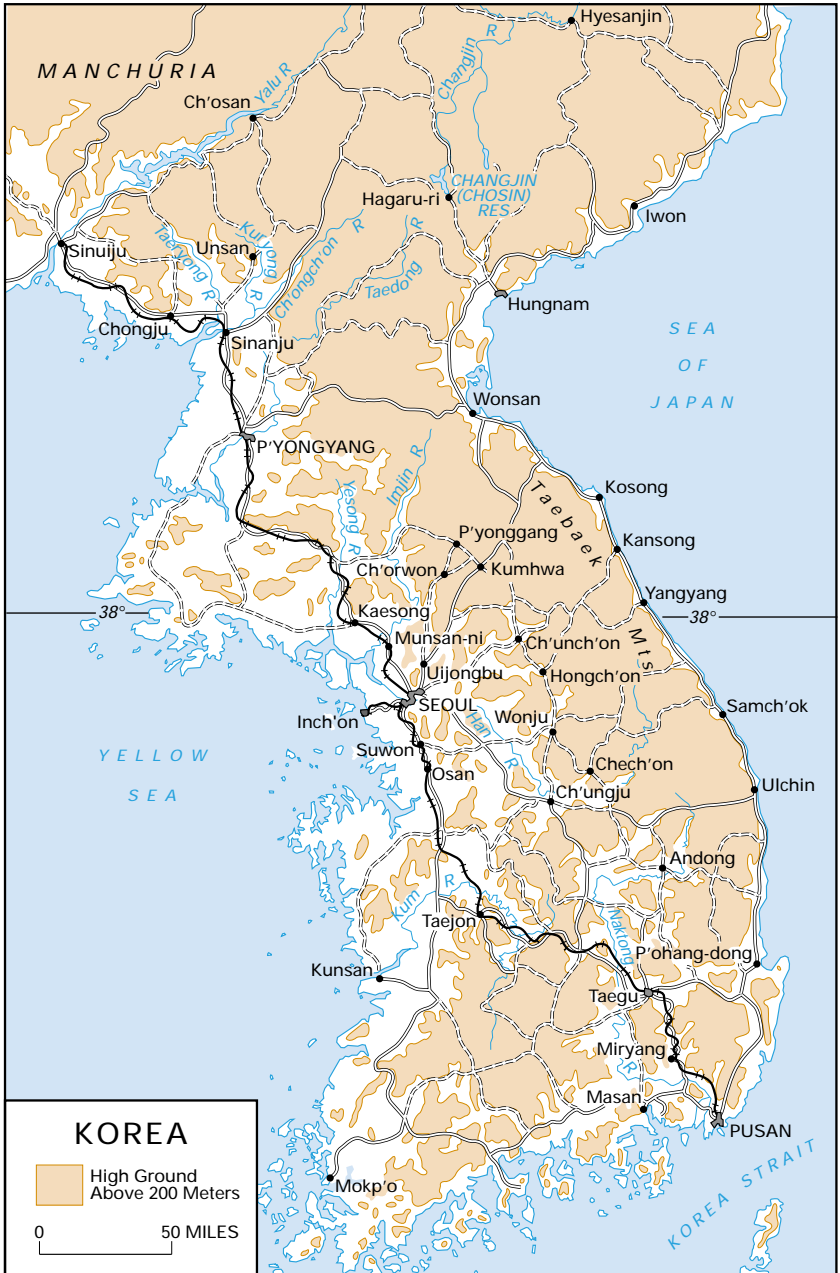 Hyesanjin
MANCHURIA
Yalu R
Changjin R
Ch'osan
CHANGJIN
(CHOSIN)
RES
Hagaru-ri
Iwon
Sinuiju
Taeryong R
Unsan
Kuryong R
Ch'ongch'on R
Taedong R
Hungnam
Chongju
Sinanju
SEA
OF
JAPAN
Wonsan
P'YONGYANG
Yesong R
Imjin R
Kosong
Taebaek Mts
P'yonggang
Kansong
Ch'orwon
Kumhwa
Yangyang
38°
38°
Kaesong
Munsan-ni
Ch'unch'on
Uijongbu
Hongch'on
SEOUL
Inch'on
Han R
Wonju
Samch'ok
Suwon
YELLOW
SEA
Osan
Chech'on
Ch'ungju
Ulchin
Andong
Kum R
Taejon
Naktong R
P'ohang-dong
Kunsan
Taegu
Miryang
Masan
PUSAN
Mokp'o
KOREA STRAIT
KOREA
High Ground
Above 200 Meters
0 50 MILES